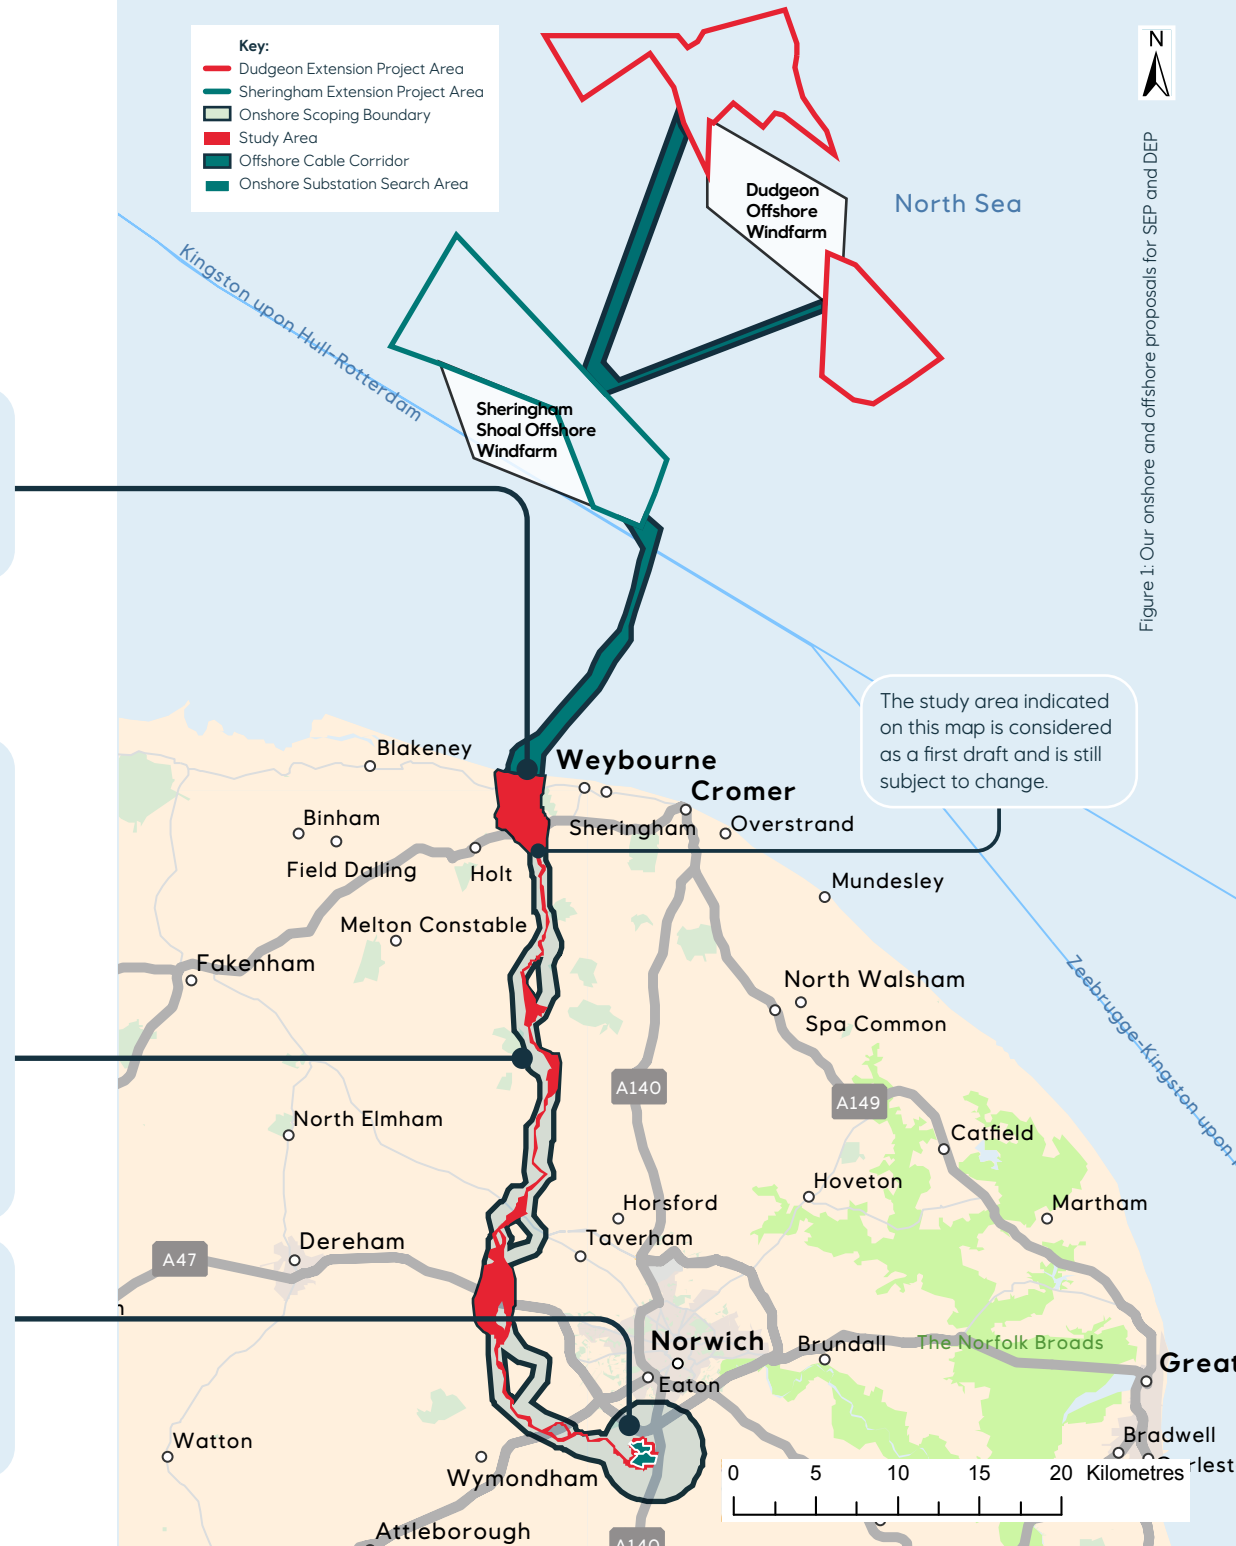 Key:
Dudgeon Extension Project Area
Sheringham Extension Project Area
Onshore Scoping Boundary
Study Area
Offshore Cable Corridor
Onshore Substation Search Area
N
Figure 1: Our onshore and offshore proposals for SEP and DEP
Dudgeon
Offshore
Windfarm
North Sea
Kingston upon Hull-Rotterdam
Sheringham
Shoal Offshore
Windfarm
The study area indicated
on this map is considered
as a first draft and is still
subject to change.
Blakeney
Weybourne
Cromer
Binham
Sheringham
Overstrand
Field Dalling
Holt
Mundesley
Melton Constable
Fakenham
North Walsham
Spa Common
Zeebrugge-Kingston upon
A140
A149
North Elmham
Catfield
Hoveton
Horsford
Martham
Dereham
Taverham
A47
Norwich
Brundall
The Norfolk Broads
Great
Eaton
Watton
Bradwell
Wymondham
rlest
0 5 10 15 20 Kilometres
Attleborough
A140